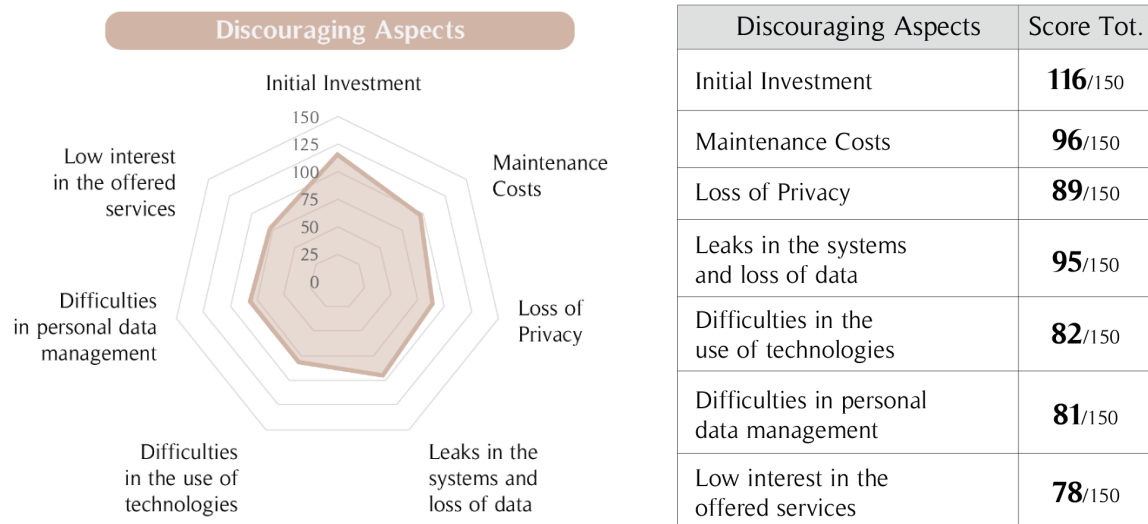 Discouraging Aspects
Initial Investment
150
125
100
75
50
25
0
Maintenance
Costs
Loss of
Privacy
Leaks in the
systems and
loss of data
Difficulties
in the use of
technologies
Difficulties
in personal data
management
Low interest
in the offered
services
Discouraging Aspects Score Tot.
Initial Investment 116/150
Maintenance Costs 96/150
Loss of Privacy 89/150
Leaks in the systems
and loss of data 95/150
Difficulties in the
use of technologies 82/150
Difficulties in personal
data management 81/150
Low interest in the
offered services 78/150